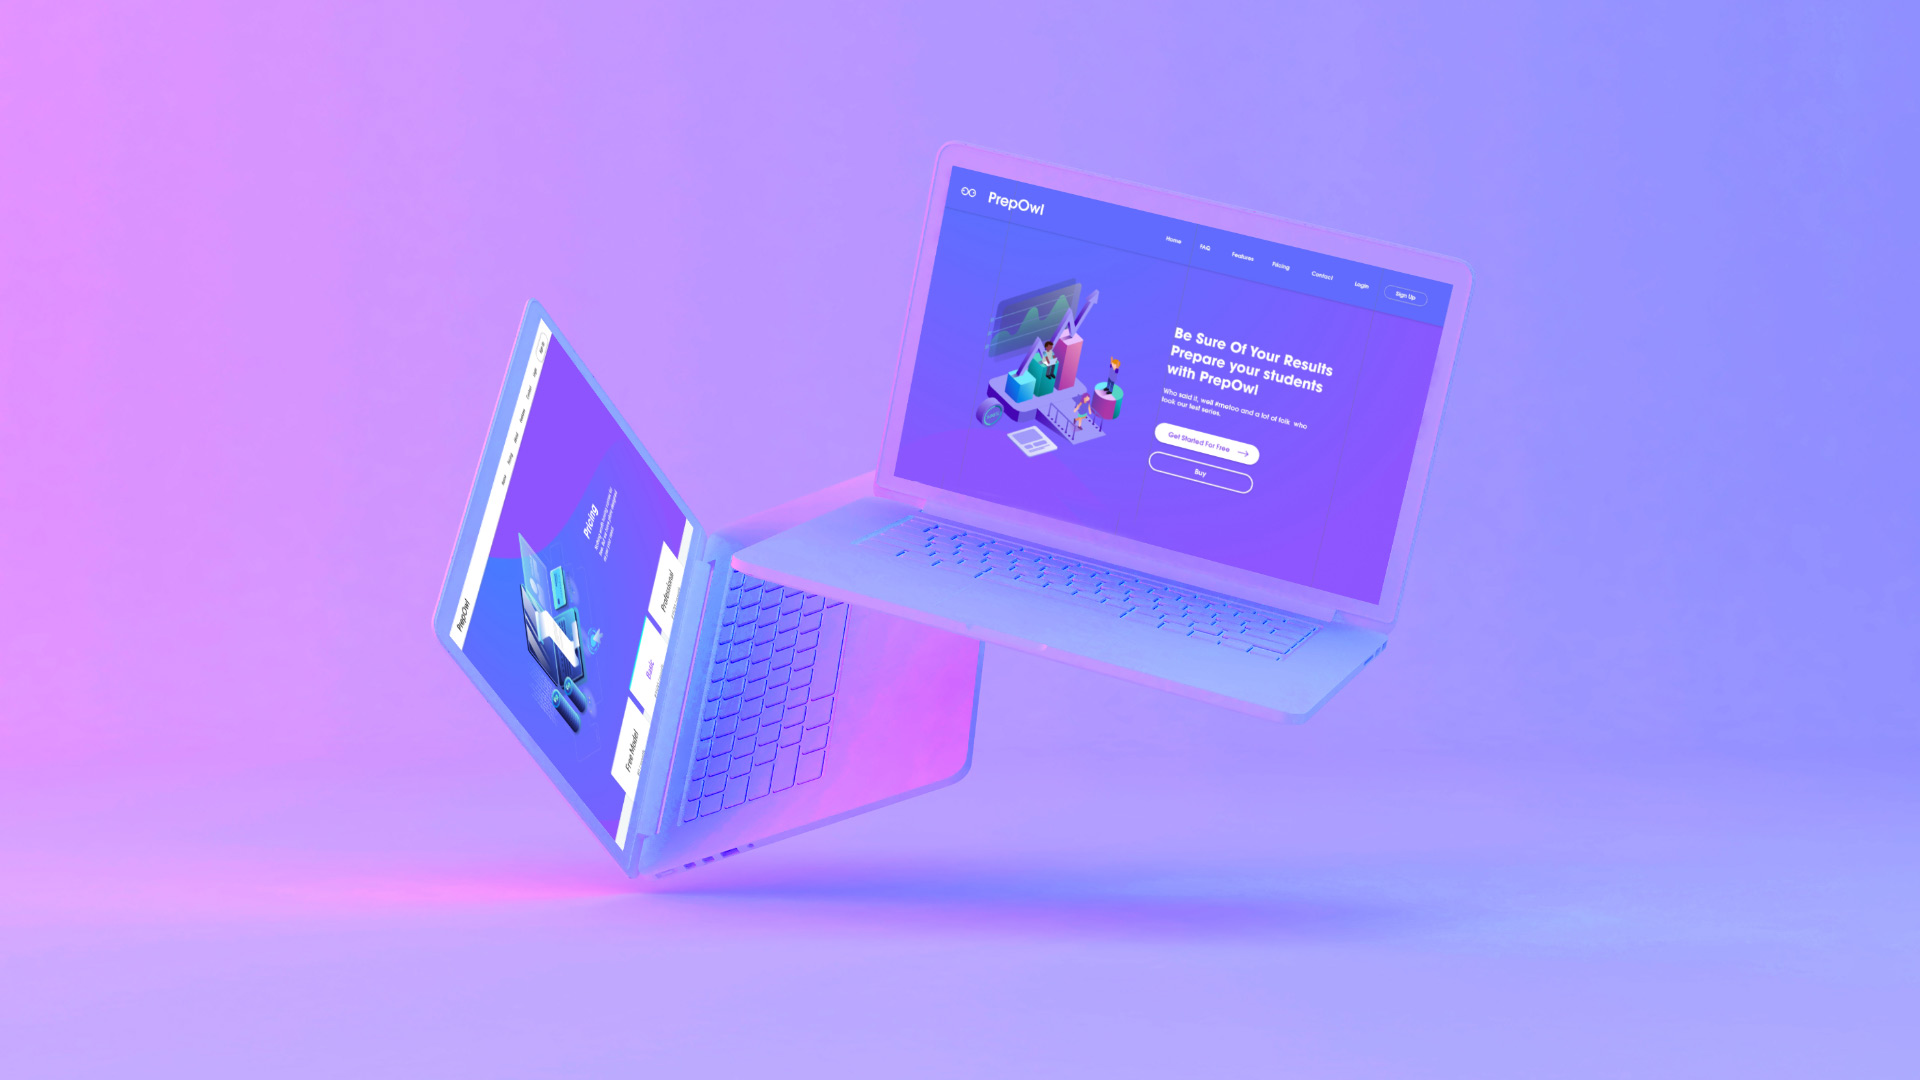 PrepOwl
Home
FAQ
Features
Pricing
Contact
Login
Sign Up
Be Sure Of Your Results
Prepare your students
with PrepOwl
Who said it, well #metoo and a lot of folk who
took our test series.
Get Started For Free
Buy
PrepOwl
Pricing
Professional
Basic
Free Model